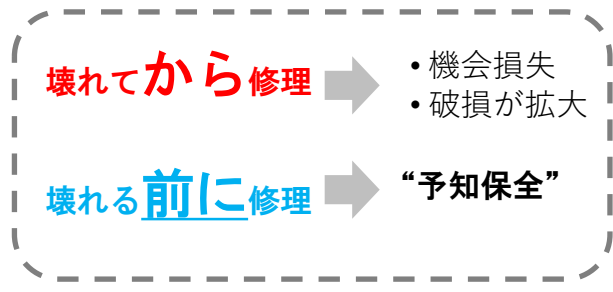 壊れてから修理
• 機会損失
• 破損が拡大
壊れる前に修理
“予知保全”